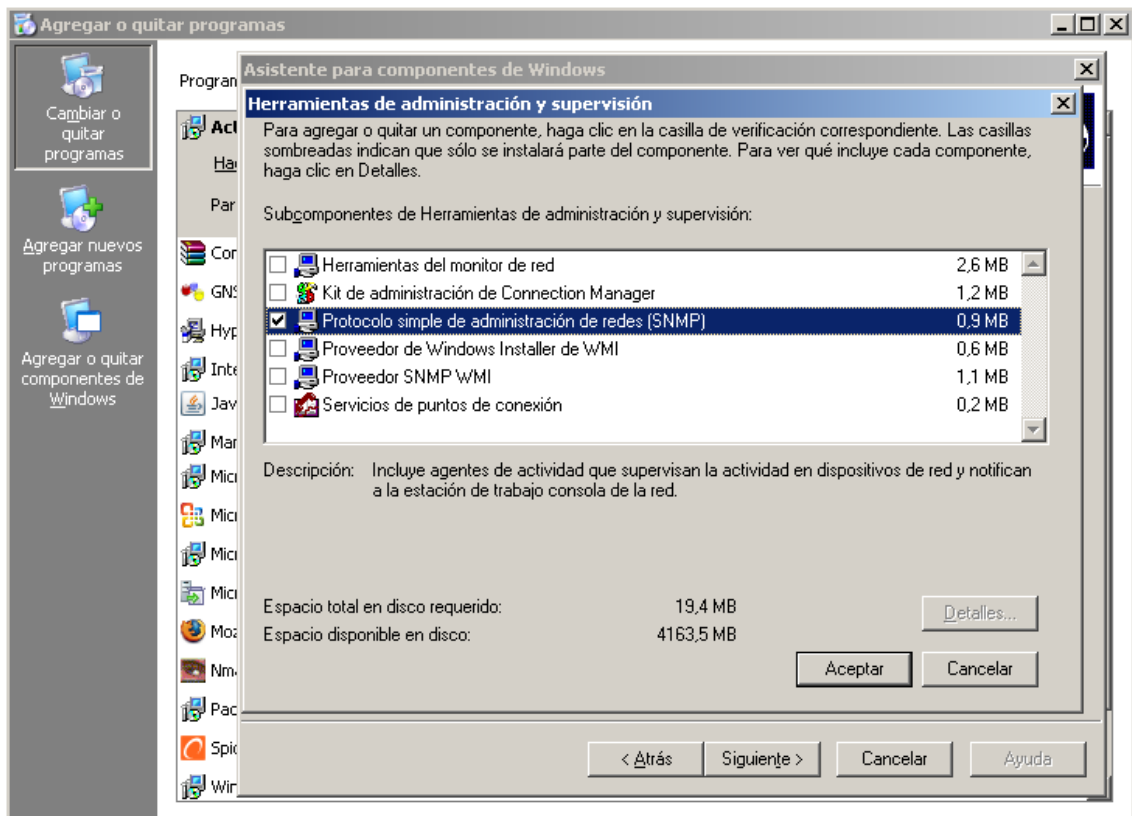 Agregar o quitar programas
Cambiar o
quitar
programas
Agregar nuevos
programas
Agregar o quitar
componentes de
Windows
Asistente para componentes de Windows
Herramientas de administración y supervisión
Para agregar o quitar un componente, haga clic en la casilla de verificación correspondiente. Las casillas
sombreadas indican que sólo se instalará parte del componente. Para ver qué incluye cada componente,
haga clic en Detalles.
Subcomponentes de Herramientas de administración y supervisión:
Herramientas del monitor de red 2,6 MB
Kit de administración de Connection Manager 1,2 MB
Protocolo simple de administración de redes (SNMP) 0,9 MB
Proveedor de Windows Installer de WMI 0,6 MB
Proveedor SNMP WMI 1,1 MB
Servicios de puntos de conexión 0,2 MB
Descripción: Incluye agentes de actividad que supervisan la actividad en dispositivos de red y notifican
a la estación de trabajo consola de la red.
Espacio total en disco requerido: 19,4 MB
Espacio disponible en disco: 4163,5 MB
Detalles...
Aceptar Cancelar
< Atrás Siguiente > Cancelar Ayuda